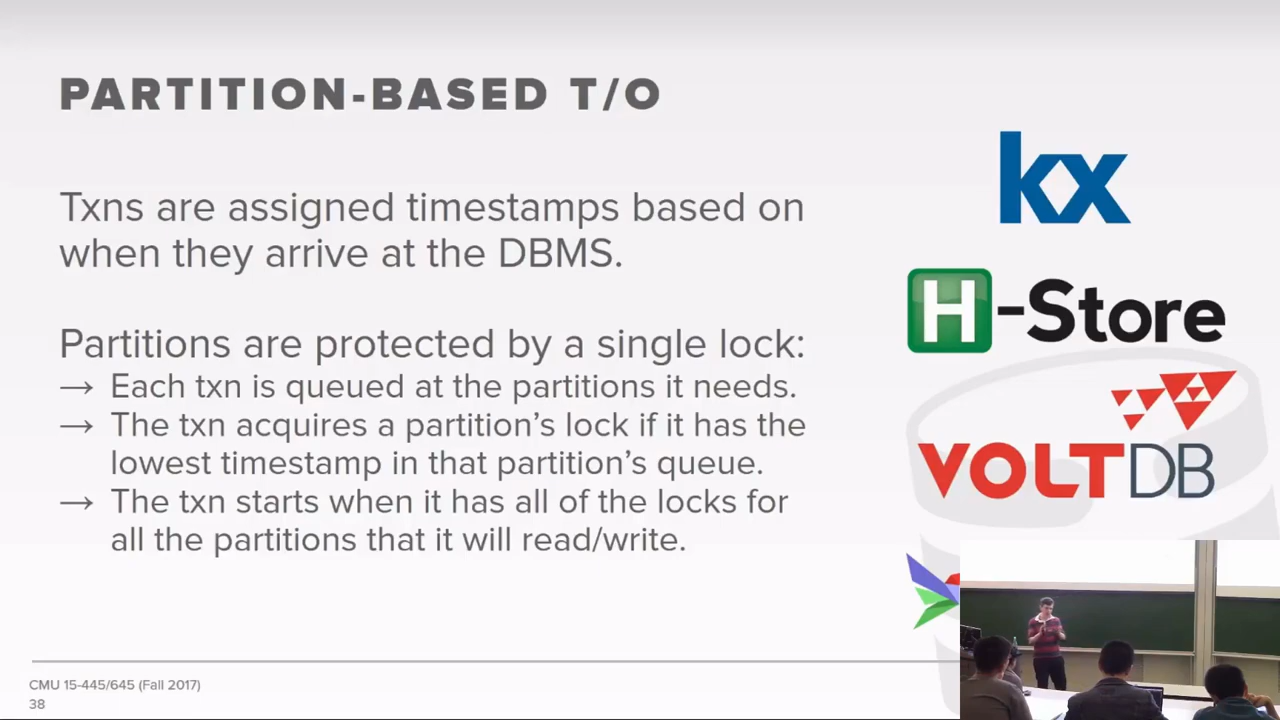 PARTITION-BASED T/O
Txns are assigned timestamps based on
when they arrive at the DBMS.
Partitions are protected by a single lock:
→ Each txn is queued at the partitions it needs.
→ The txn acquires a partition's lock if it has the
lowest timestamp in that partition's queue.
→ The txn starts when it has all of the locks for
all the partitions that it will read/write.
kx
H-Store
VOLTDB
CMU 15-445/645 (Fall 2017)
38